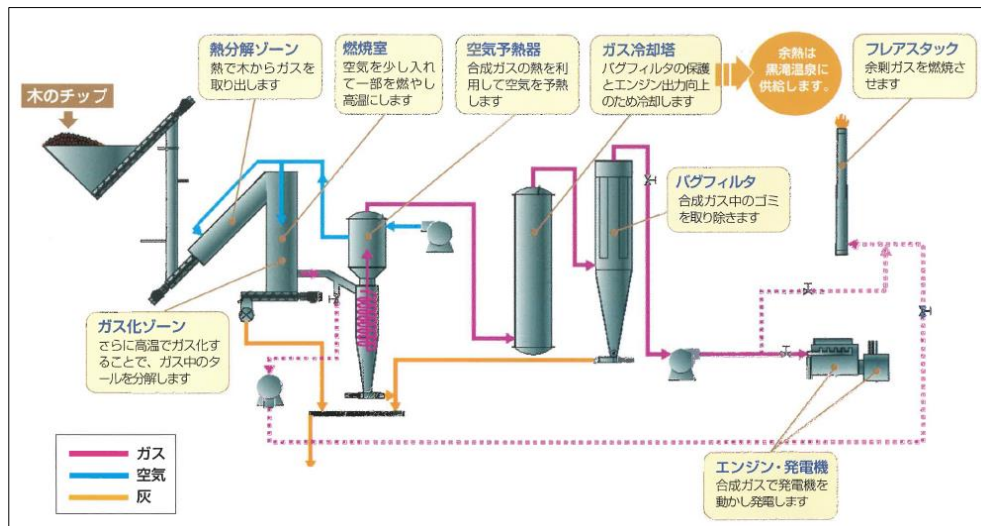 熱分解ゾーン
熱で木からガスを
取り出します
燃焼室
空気を少し入れ
て一部を燃やし
高温にします
空気予熱器
合成ガスの熱を利
用して空気を予熱
します
ガス冷却塔
バグフィルタの保護
とエンジン出力向上
のため冷却します
余熱は
黒滝温泉に
供給します。
フレアスタック
余剰ガスを燃焼さ
せます
木のチップ
バグフィルタ
合成ガス中のゴミ
を取り除きます
ガス化ゾーン
さらに高温でガス化す
ることで、ガス中のタ
ールを分解します
ガス
空気
灰
エンジン・発電機
合成ガスで発電機を
動かし発電します